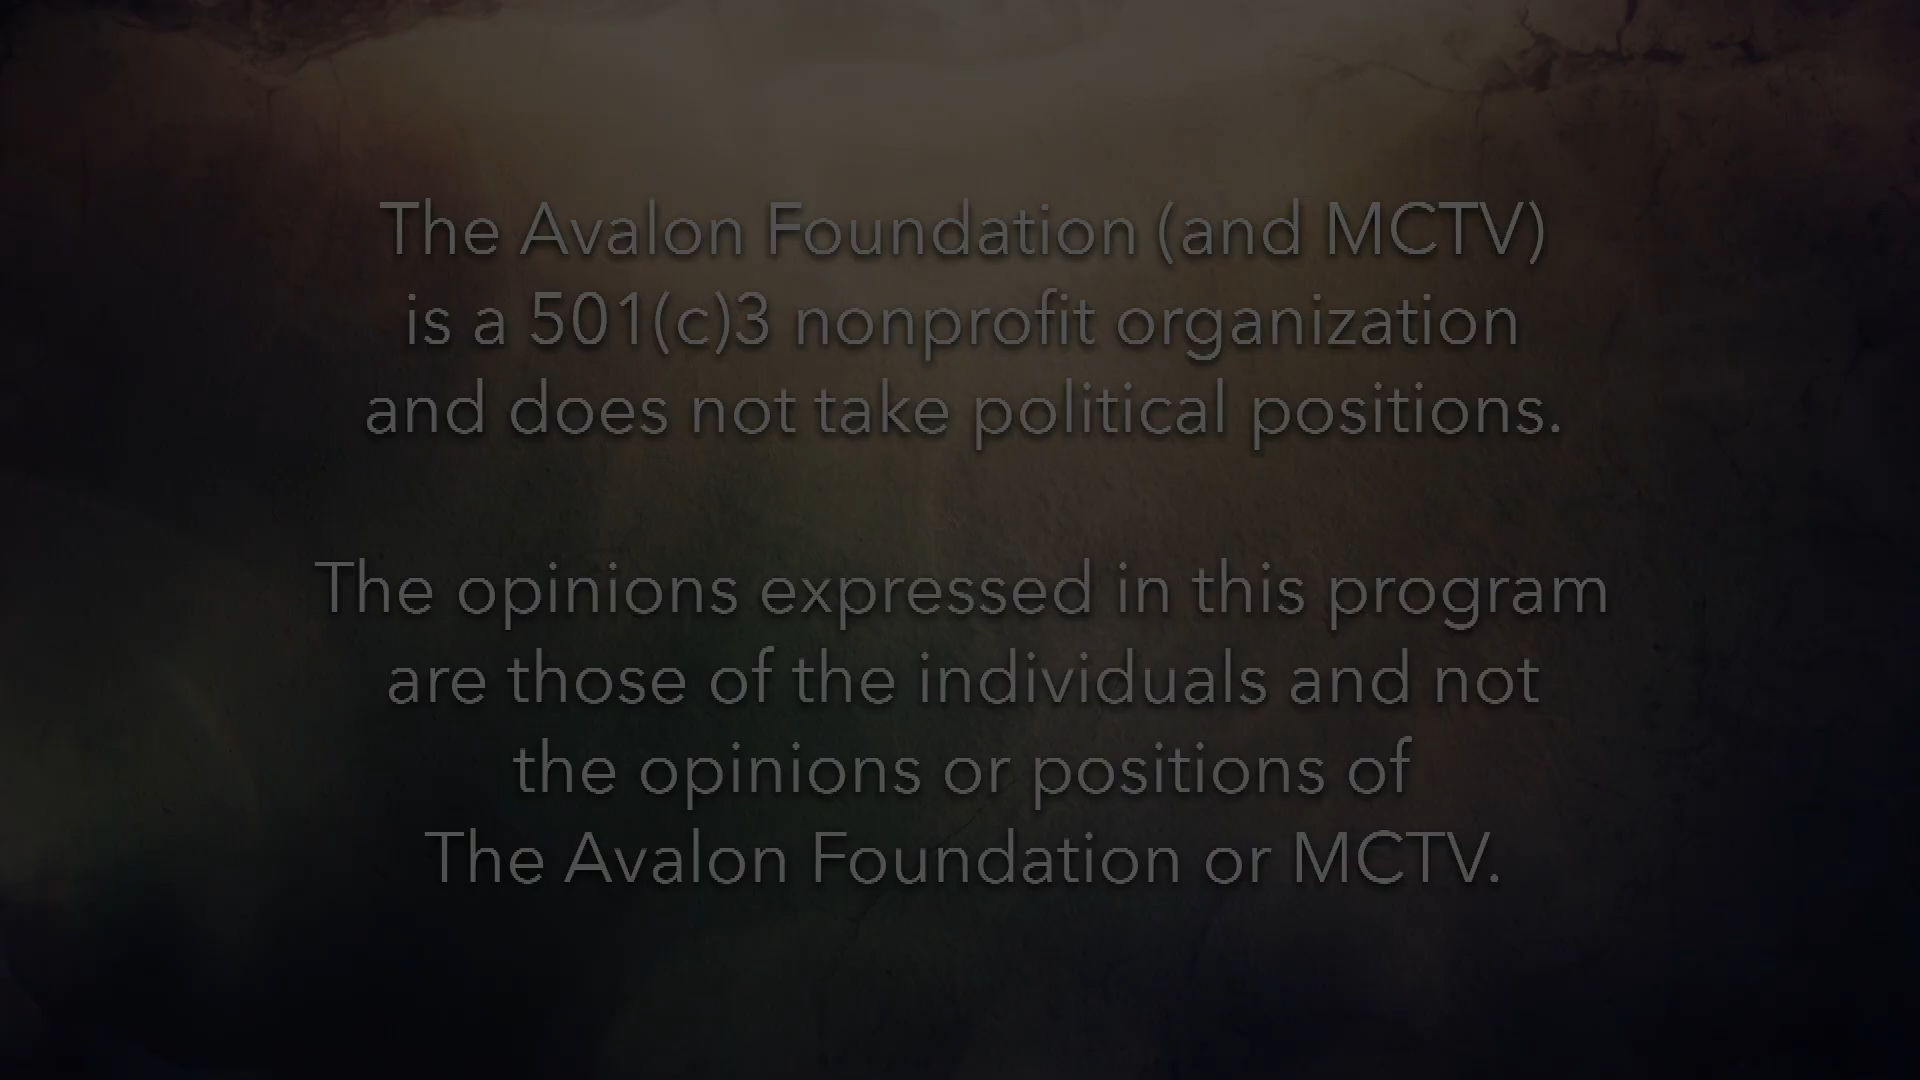 The Avalon Foundation (and MCTV)
is a 501(c)3 nonprofit organization
and does not take political positions.
The opinions expressed in this program
are those of the individuals and not
the opinions or positions of
The Avalon Foundation or MCTV.